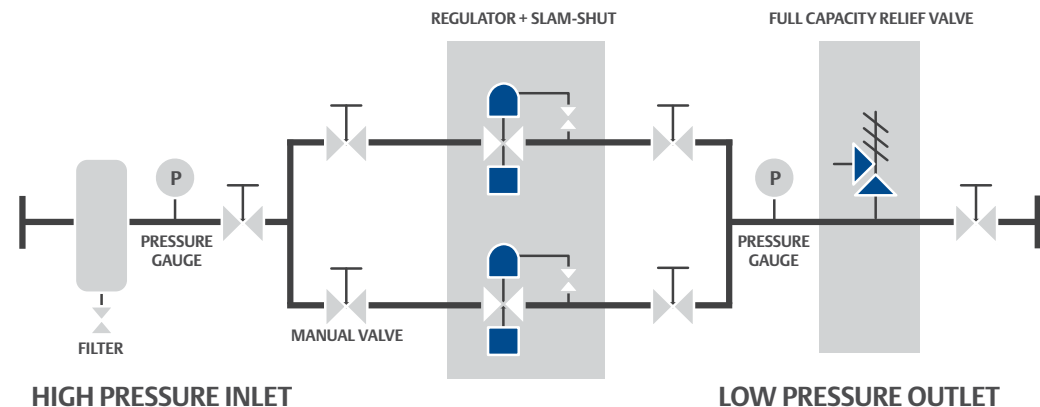 REGULATOR + SLAM-SHUT
FULL CAPACITY RELIEF VALVE
P
P
PRESSURE
GAUGE
PRESSURE
GAUGE
MANUAL VALVE
FILTER
HIGH PRESSURE INLET
LOW PRESSURE OUTLET